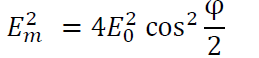 E_m^2 = 4E_0^2 cos^2 φ/2